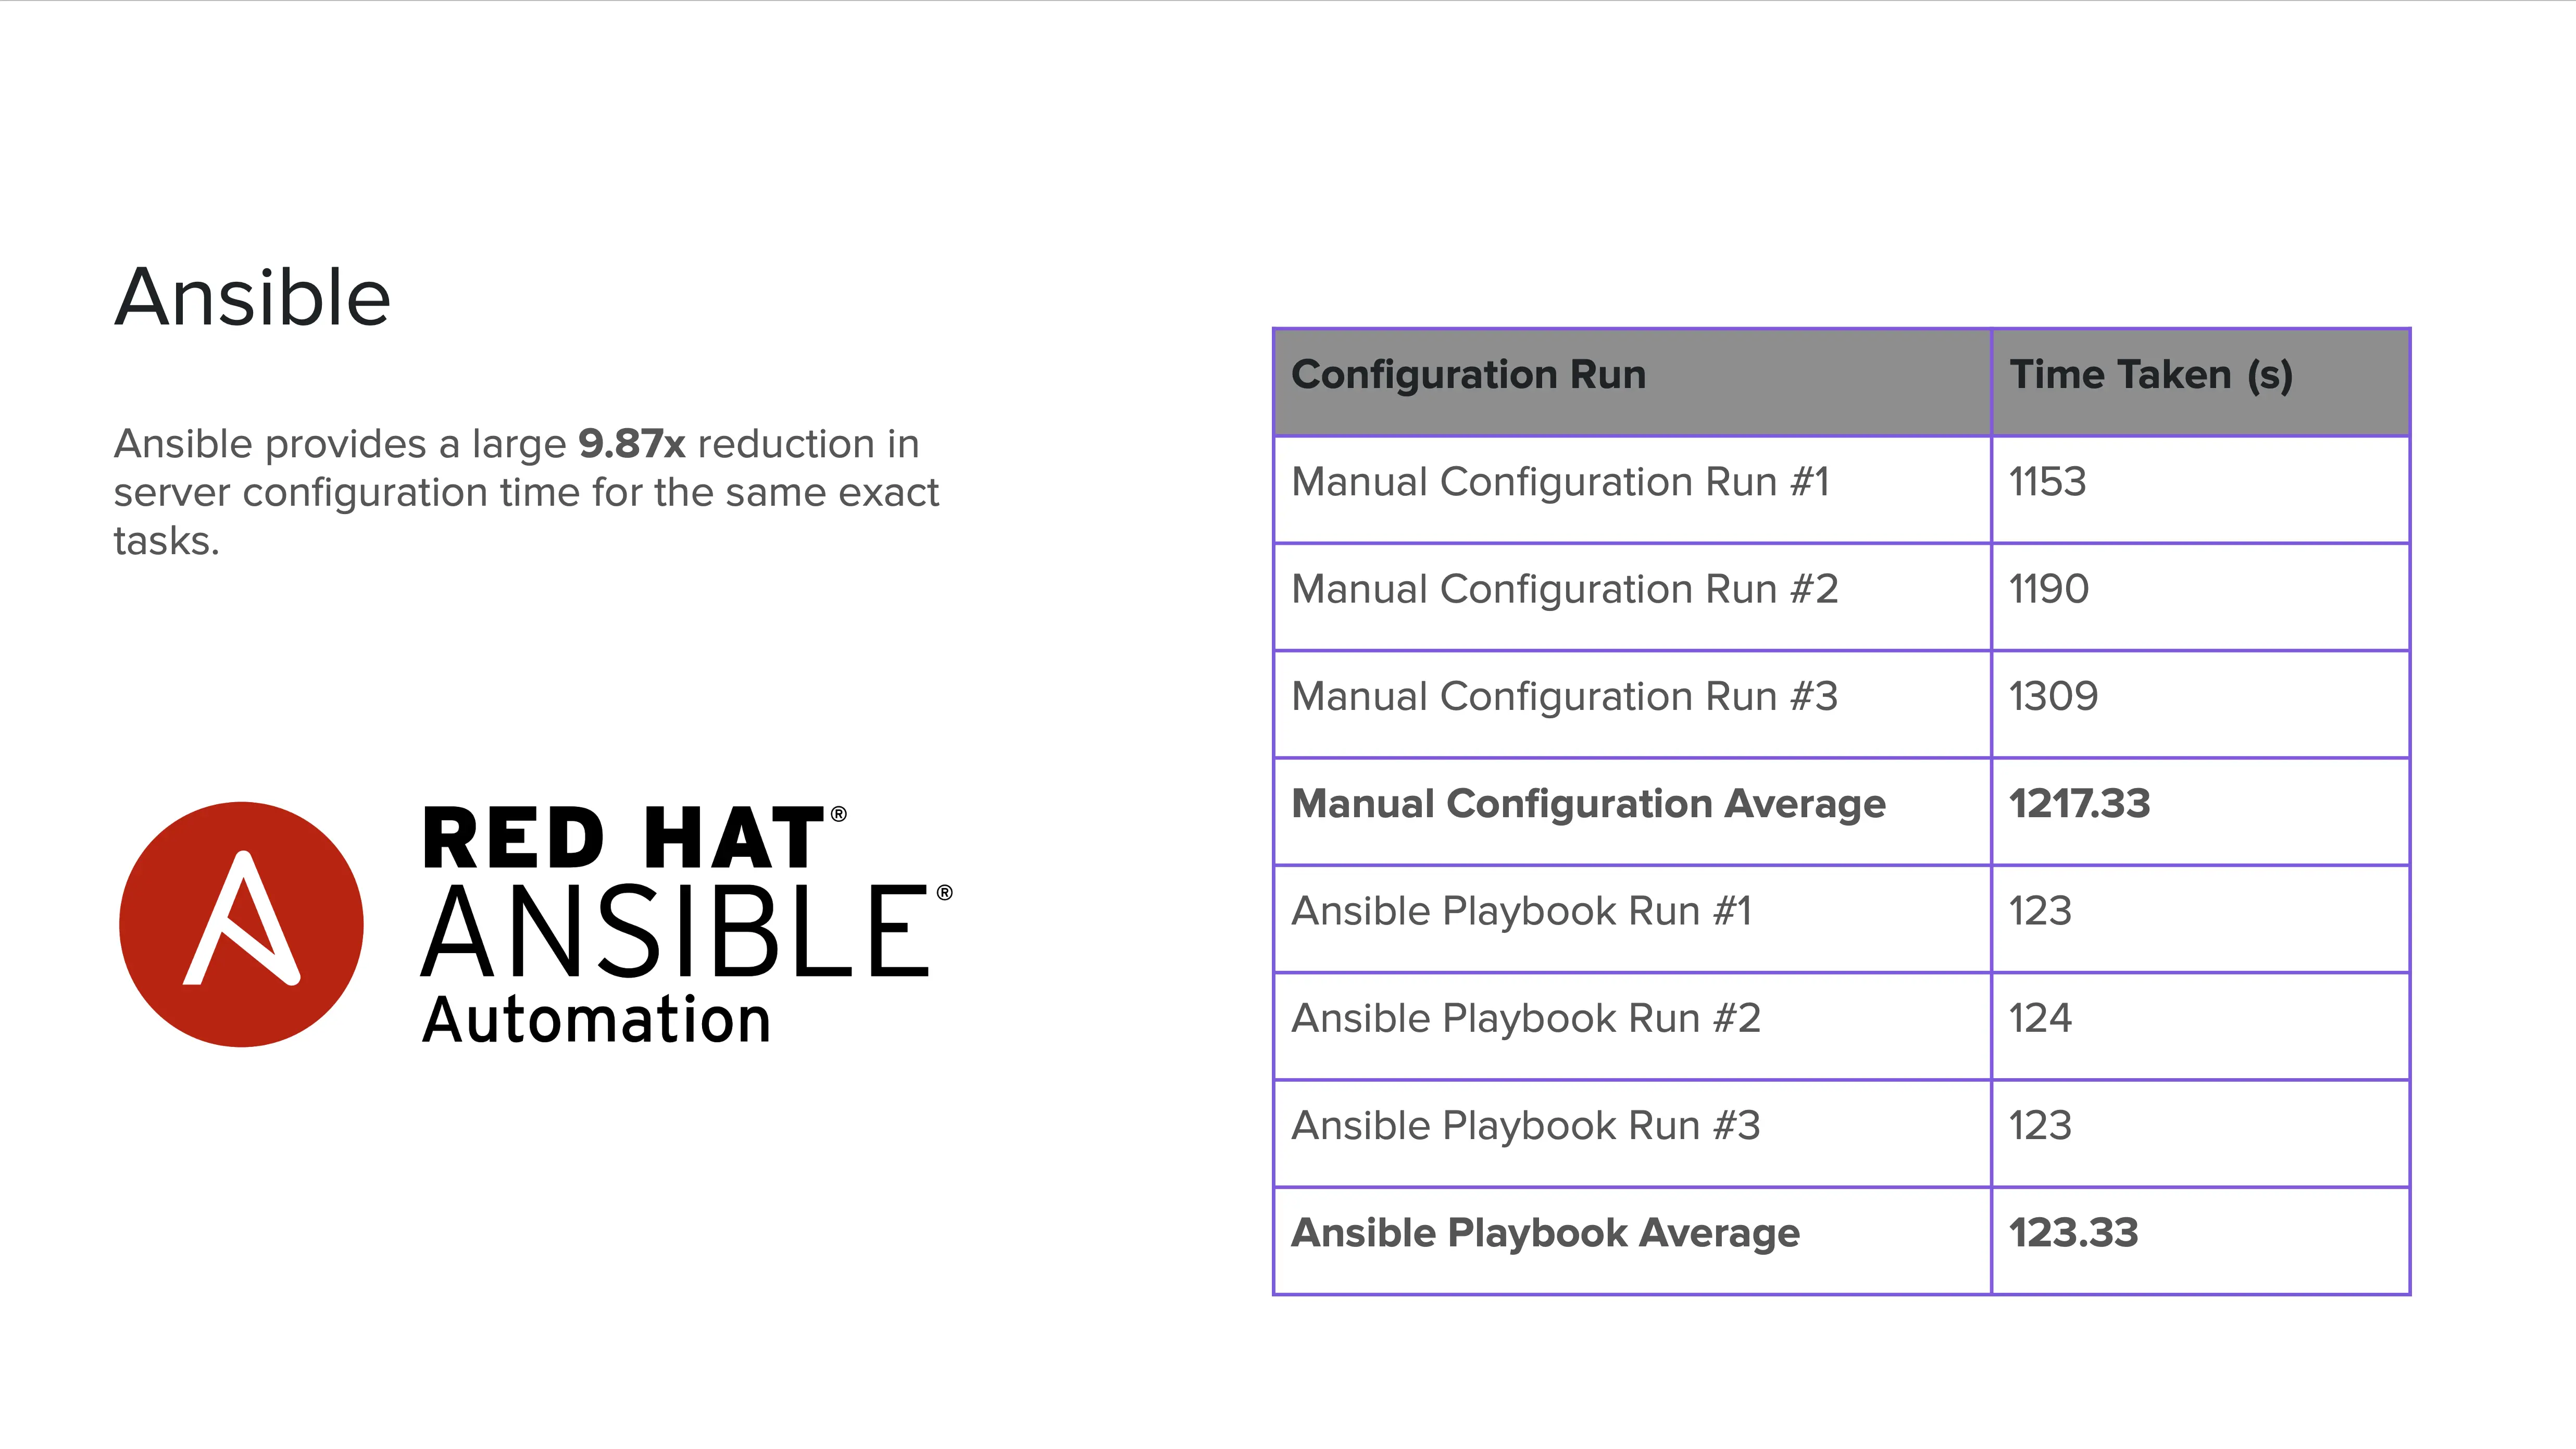 Ansible
Ansible provides a large 9.87x reduction in
server configuration time for the same exact
tasks.
RED HAT®
ANSIBLE®
Automation
Configuration Run Time Taken (s)
Manual Configuration Run #1 1153
Manual Configuration Run #2 1190
Manual Configuration Run #3 1309
Manual Configuration Average 1217.33
Ansible Playbook Run #1 123
Ansible Playbook Run #2 124
Ansible Playbook Run #3 123
Ansible Playbook Average 123.33